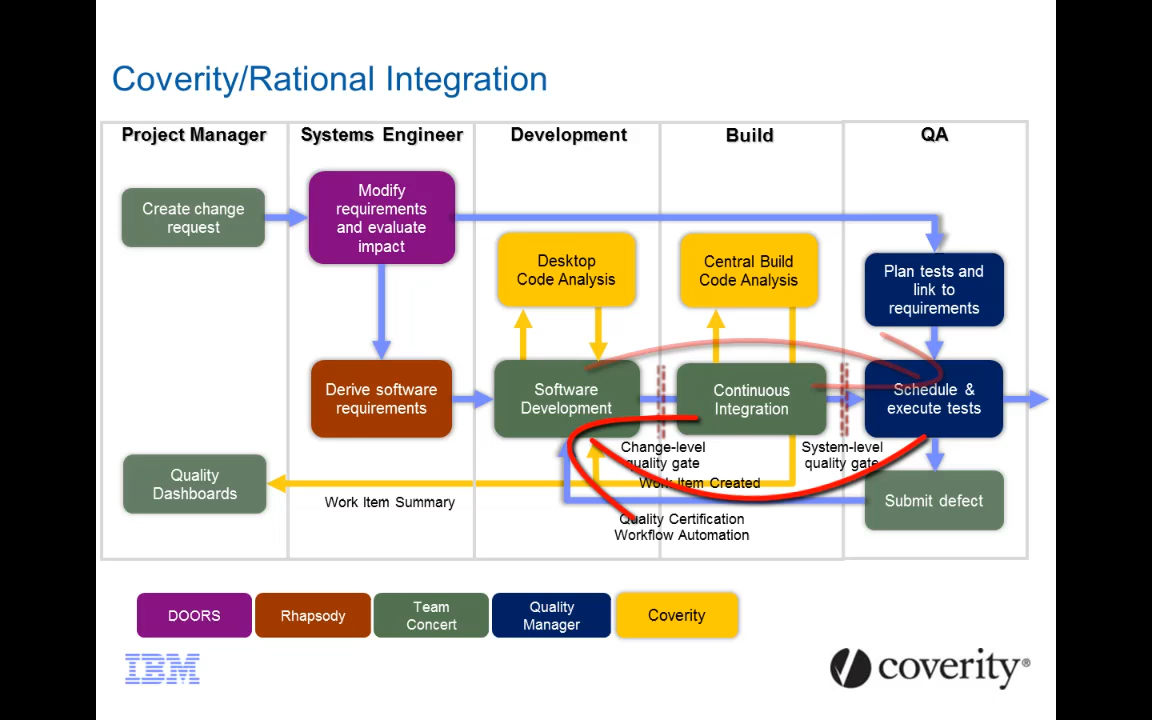 Coverity/Rational Integration
Project Manager
Systems Engineer
Development
Build
QA
Create change
request
Modify
requirements
and evaluate
impact
Desktop
Code Analysis
Central Build
Code Analysis
Plan tests and
link to
requirements
Derive software
requirements
Software
Development
Continuous
Integration
Schedule &
execute tests
Change-level
quality gate
System-level
quality gate
Quality
Dashboards
Work Item Summary
Work Item Created
Submit defect
Quality Certification
Workflow Automation
DOORS
Rhapsody
Team
Concert
Quality
Manager
Coverity
IBM
coverity®